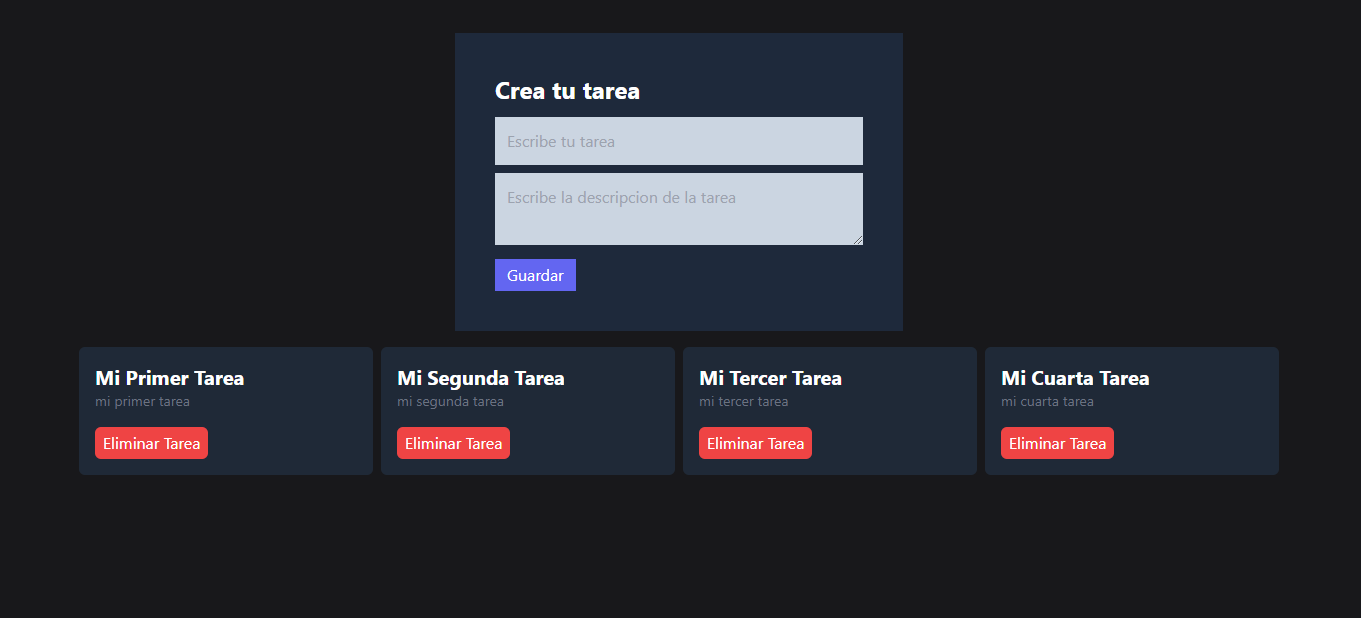 Crea tu tarea
Escribe tu tarea
Escribe la descripcion de la tarea
Guardar
Mi Primer Tarea
mi primer tarea
Eliminar Tarea
Mi Segunda Tarea
mi segunda tarea
Eliminar Tarea
Mi Tercer Tarea
mi tercer tarea
Eliminar Tarea
Mi Cuarta Tarea
mi cuarta tarea
Eliminar Tarea